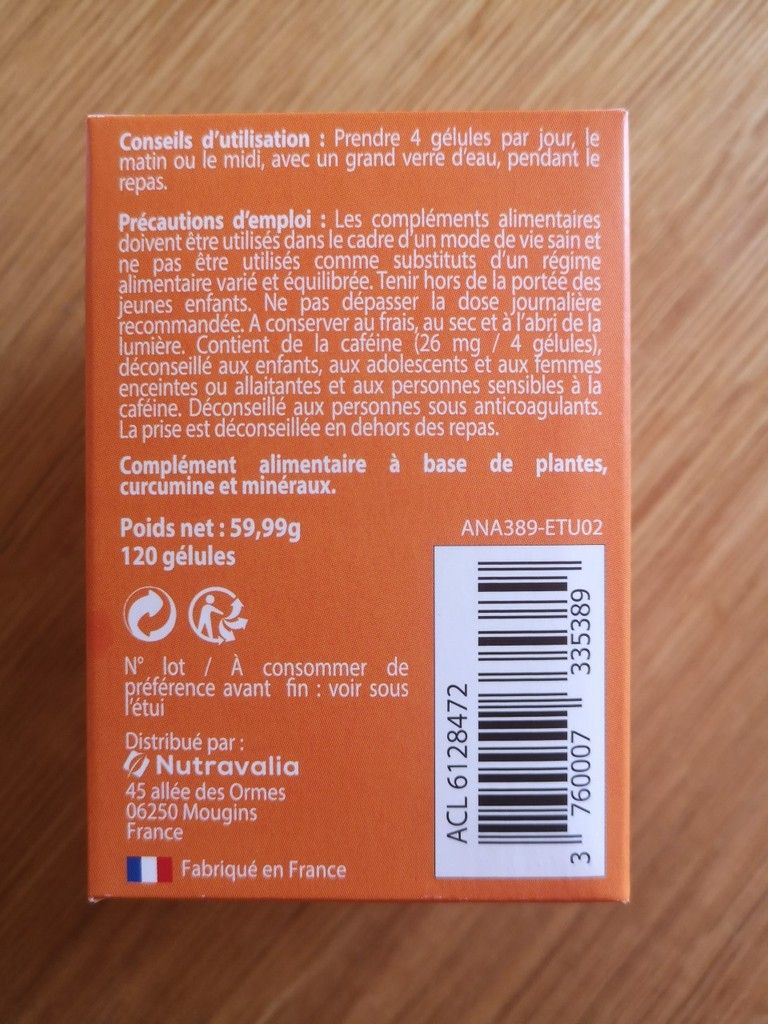 Conseils d'utilisation : Prendre 4 gélules par jour, le
matin ou le midi, avec un grand verre d'eau, pendant le
repas.
Précautions d'emploi : Les compléments alimentaires
doivent être utilisés dans le cadre d'un mode de vie sain et
ne pas être utilisés comme substituts d'un régime
alimentaire varié et équilibrée. Tenir hors de la portée des
jeunes enfants. Ne pas dépasser la dose journalière
recommandée. A conserver au frais, au sec et à l'abri de la
lumière. Contient de la caféine (26 mg / 4 gélules),
déconseillé aux enfants, aux adolescents et aux femmes
enceintes ou allaitantes et aux personnes sensibles à la
caféine. Déconseillé aux personnes sous anticoagulants.
La prise est déconseillée en dehors des repas.
Complément alimentaire à base de plantes,
curcumine et minéraux.
Poids net : 59,99g
120 gélules
ANA389-ETU02
N° lot / À consommer de
préférence avant fin : voir sous
l'étui
Distribué par :
Nutravalia
45 allée des Ormes
06250 Mougins
France
Fabriqué en France
ACL 6128472
3 760007 335389